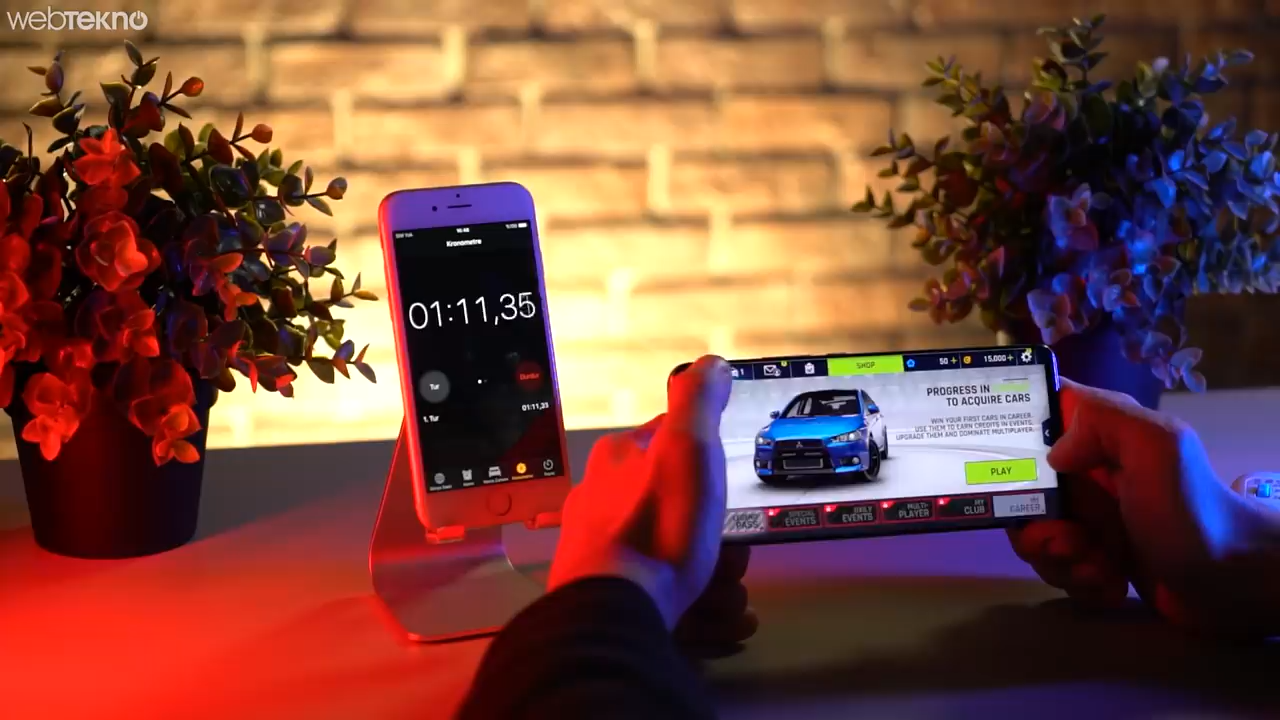 webTEKNO
Kronometre
01:11,35
Tur
Durdur
1. Tur
01:11,35
SHOP
50 +
15,000 +
PROGRESS IN
TO ACQUIRE CARS
WIN YOUR FIRST CARS IN CAREER.
USE THEM TO EARN CREDITS IN EVENTS,
UPGRADE THEM AND DOMINATE MULTIPLAYER.
PLAY
PASS
SPECIAL
EVENTS
DAILY
EVENTS
MULTI-
PLAYER
MY
CLUB
MY
CAREER